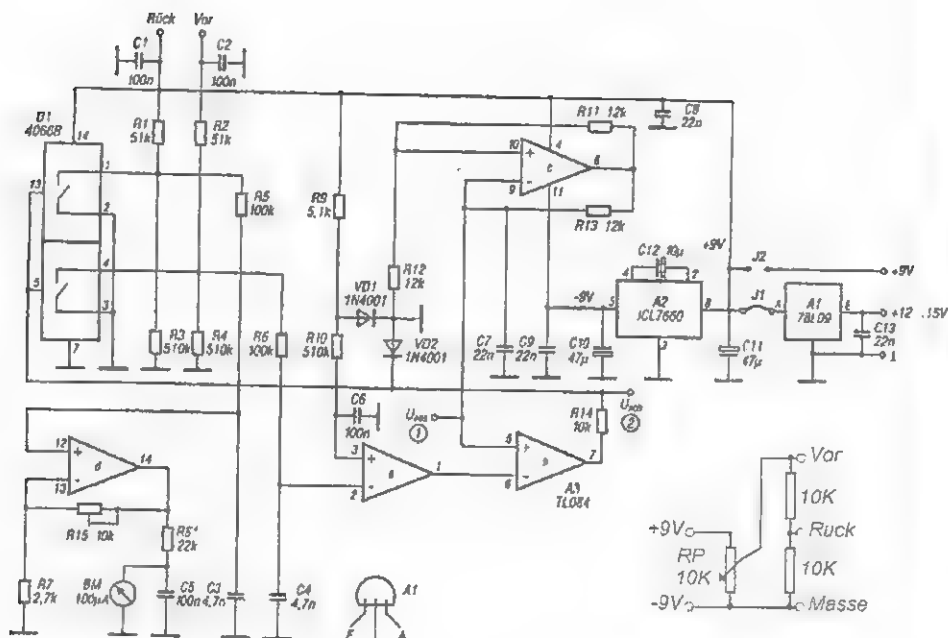 Rück Vor
C1 100n
C2 100n
14
R1 51k
R2 51k
R5 100k
R9 5,1k
R11 12k
C8 22n
10
9
4
8
11
R13 12k
13
1
2
5
4
3
7
R12 12k
VD1 1N4001
VD2 1N4001
R3 510k
R4 510k
R6 100k
R10 510k
C7 22n
C9 22n
-9V
C10 47µ
C12 10µ
4 2
5
A2 ICL7660
8
3
+9V
J2
J1
A1 78L09
+9V
+12 .. 15V
C13 22n
⊥
C11 47µ
C6 100n
①
R14 10k
②
12
13
14
R15 10k
22k
R7 2,7k
BM 100µA
C5 100n
C3 4,7n
C4 4,7n
3
2
1
5
6
7
A3 TL084
A1
Vor
10K
Rück
+9V
RP 10K
10K
-9V
Masse